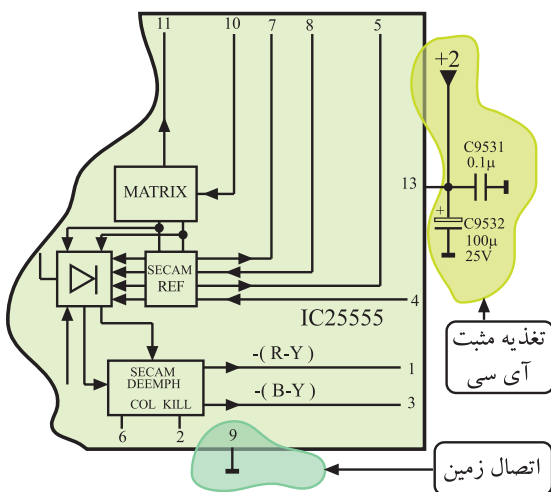 11 10 7 8 5
+2
C9531
0.1µ
MATRIX
13
+
C9532
100µ
25V
SECAM
REF
4
IC25555
تغذیه مثبت
آی سی
-( R-Y )
1
SECAM
DEEMPH
COL KILL
-( B-Y )
3
6 2 9
اتصال زمین